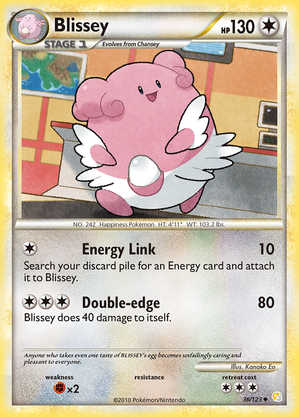 Blissey HP130
STAGE 1 Evolves from Chansey
NO. 242 Happiness Pokémon. HT: 4'11" WT: 103.2 lbs.
Energy Link 10
Search your discard pile for an Energy card and attach
it to Blissey.
Double-edge 80
Blissey does 40 damage to itself.
Anyone who takes even one taste of BLISSEY's egg becomes unfailingly caring and
pleasant to everyone.
Illus. Kanako Eo
weakness resistance retreat cost
×2
©2010 Pokémon/Nintendo 36/123